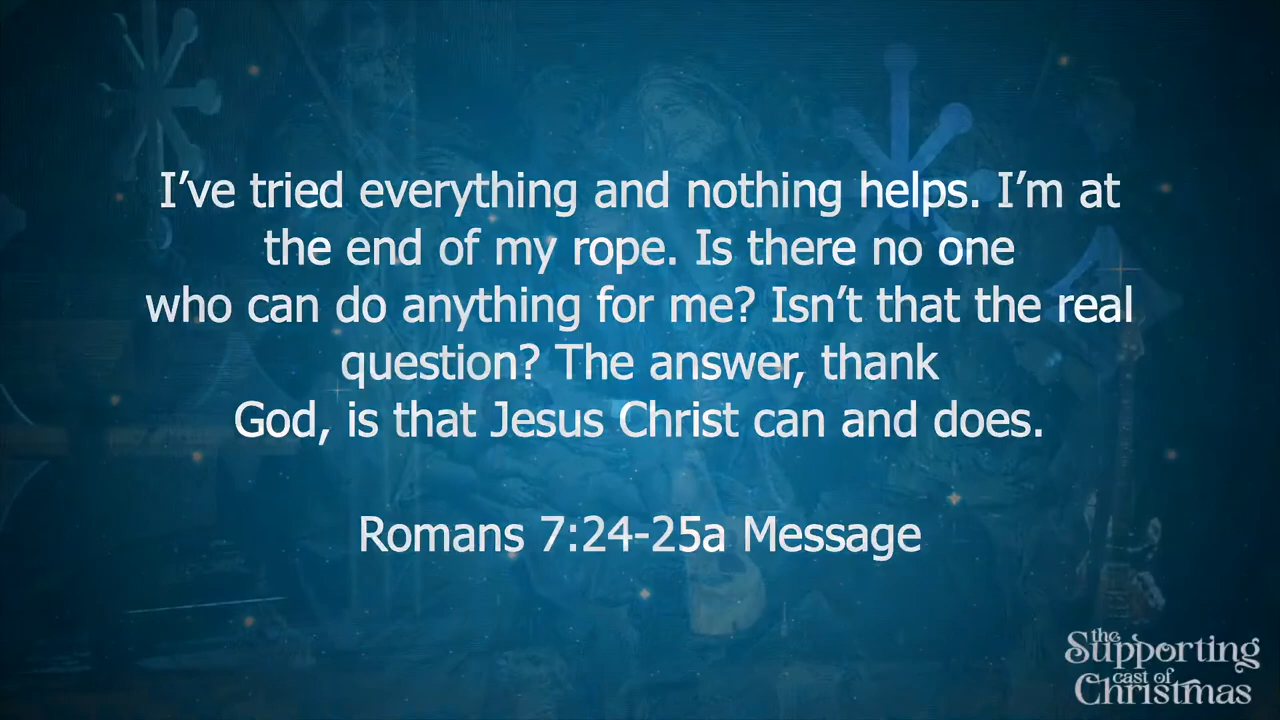 I’ve tried everything and nothing helps. I’m at
the end of my rope. Is there no one
who can do anything for me? Isn’t that the real
question? The answer, thank
God, is that Jesus Christ can and does.
Romans 7:24-25a Message
the
Supporting
cast of
Christmas